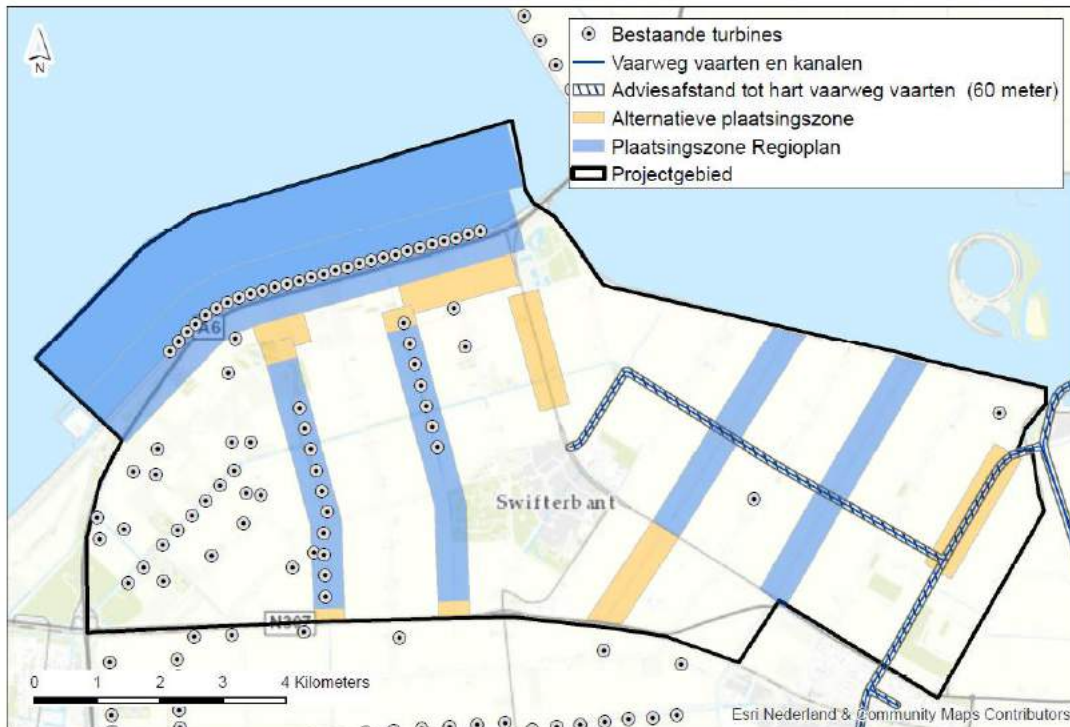 N
Bestaande turbines
Vaarweg vaarten en kanalen
Adviesafstand tot hart vaarweg vaarten (60 meter)
Alternatieve plaatsingszone
Plaatsingszone Regioplan
Projectgebied
A6
Swifterbant
N307
0 1 2 3 4 Kilometers
Esri Nederland & Community Maps Contributors